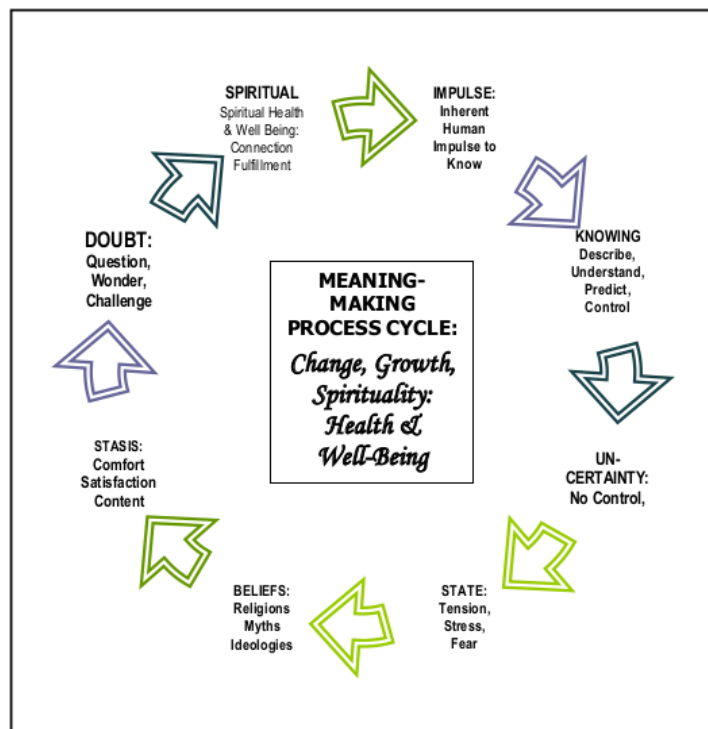 SPIRITUAL
Spiritual Health
& Well Being:
Connection
Fulfillment
IMPULSE:
Inherent
Human
Impulse to
Know
KNOWING
Describe,
Understand,
Predict,
Control
UN-
CERTAINTY:
No Control,
STATE:
Tension,
Stress,
Fear
BELIEFS:
Religions
Myths
Ideologies
STASIS:
Comfort
Satisfaction
Content
DOUBT:
Question,
Wonder,
Challenge
MEANING-
MAKING
PROCESS CYCLE:
Change, Growth,
Spirituality:
Health &
Well-Being